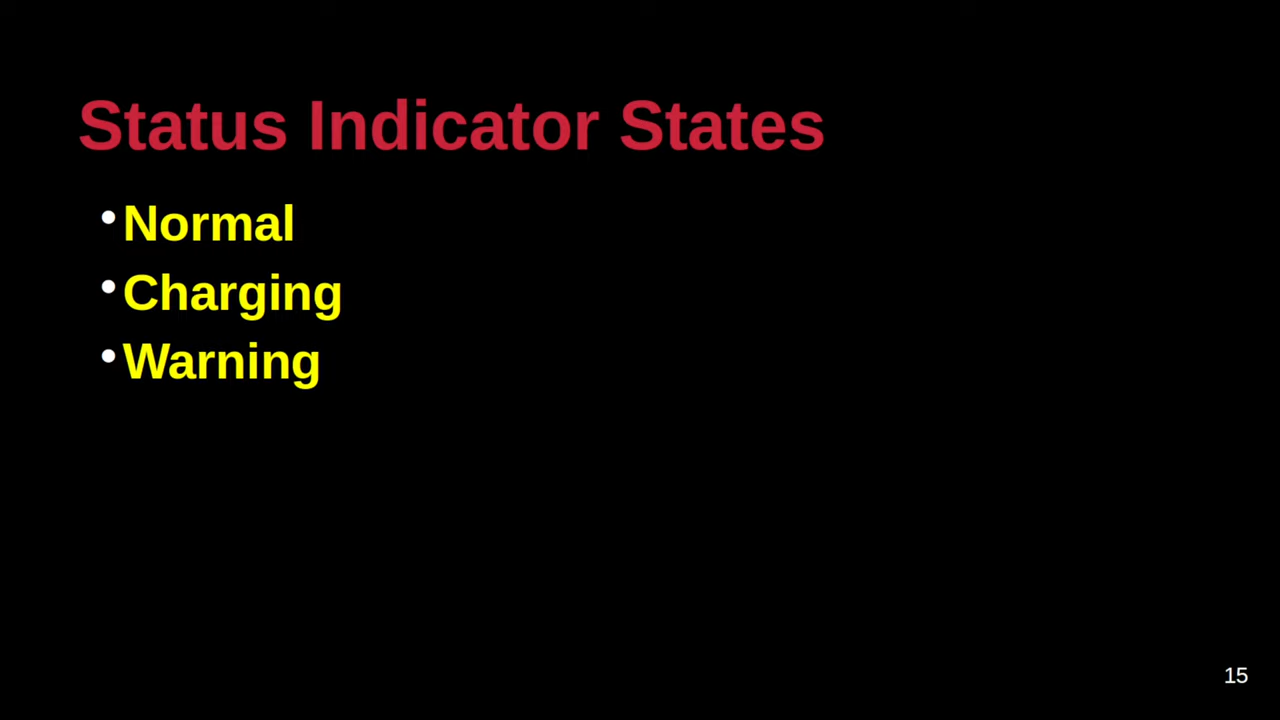 Status Indicator States
•Normal
•Charging
•Warning
15